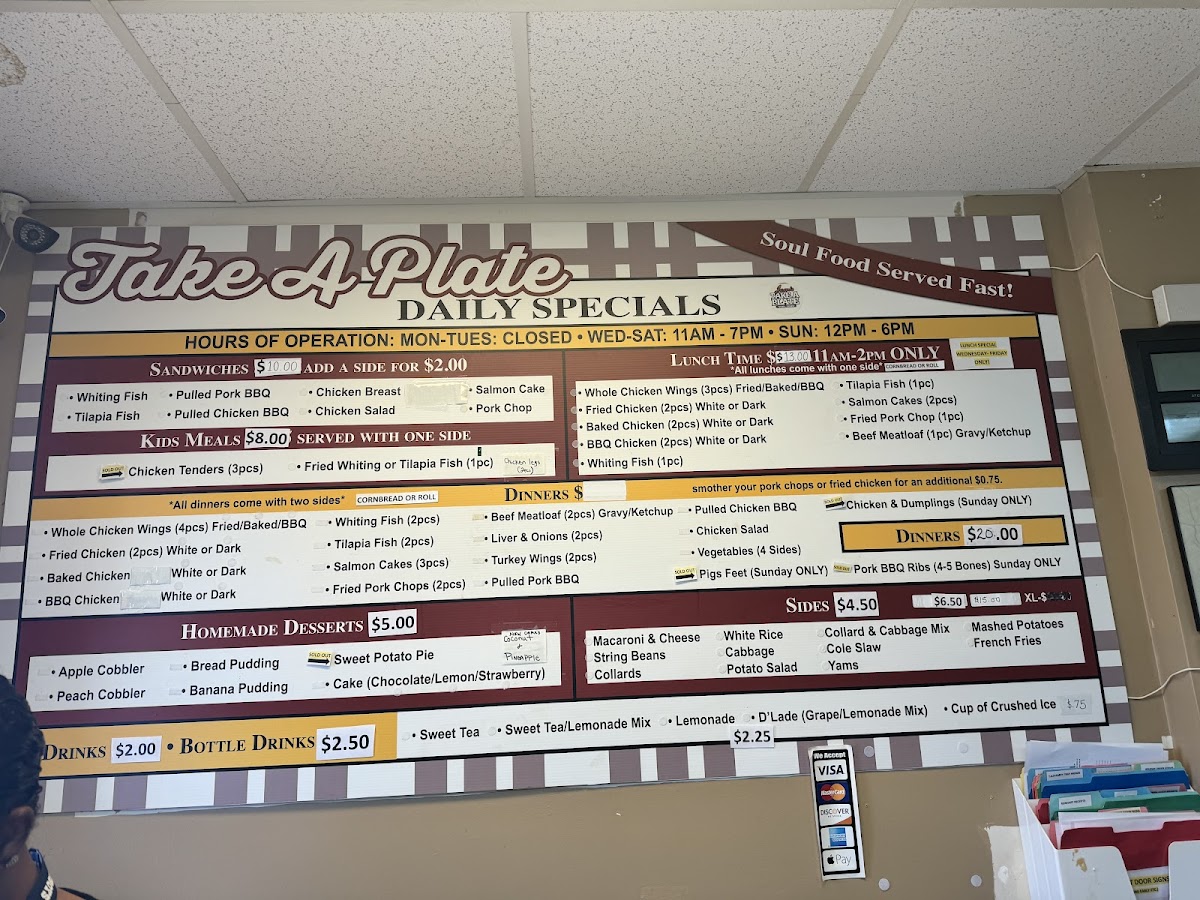 Take A Plate
Soul Food Served Fast!
DAILY SPECIALS
HOURS OF OPERATION: MON-TUES: CLOSED • WED-SAT: 11AM - 7PM • SUN: 12PM - 6PM
SANDWICHES $10.00 ADD A SIDE FOR $2.00
• Whiting Fish
• Tilapia Fish
• Pulled Pork BBQ
• Pulled Chicken BBQ
• Chicken Breast
• Chicken Salad
• Salmon Cake
• Pork Chop
KIDS MEALS $8.00 SERVED WITH ONE SIDE
SOLD OUT
Chicken Tenders (3pcs)
• Fried Whiting or Tilapia Fish (1pc)
Chicken legs
(2pc)
LUNCH TIME $$13.00 11AM-2PM ONLY
*All lunches come with one side* CORNBREAD OR ROLL
LUNCH SPECIAL
WEDNESDAY-FRIDAY
ONLY!
• Whole Chicken Wings (3pcs) Fried/Baked/BBQ
• Fried Chicken (2pcs) White or Dark
• Baked Chicken (2pcs) White or Dark
• BBQ Chicken (2pcs) White or Dark
• Whiting Fish (1pc)
• Tilapia Fish (1pc)
• Salmon Cakes (2pcs)
• Fried Pork Chop (1pc)
• Beef Meatloaf (1pc) Gravy/Ketchup
*All dinners come with two sides* CORNBREAD OR ROLL
DINNERS $
smother your pork chops or fried chicken for an additional $0.75.
• Whole Chicken Wings (4pcs) Fried/Baked/BBQ
• Fried Chicken (2pcs) White or Dark
• Baked Chicken White or Dark
• BBQ Chicken White or Dark
• Whiting Fish (2pcs)
• Tilapia Fish (2pcs)
• Salmon Cakes (3pcs)
• Fried Pork Chops (2pcs)
• Beef Meatloaf (2pcs) Gravy/Ketchup
• Liver & Onions (2pcs)
• Turkey Wings (2pcs)
• Pulled Pork BBQ
• Pulled Chicken BBQ
• Chicken Salad
• Vegetables (4 Sides)
SOLD OUT
Pigs Feet (Sunday ONLY)
SOLD OUT
Chicken & Dumplings (Sunday ONLY)
DINNERS $20.00
SOLD OUT
Pork BBQ Ribs (4-5 Bones) Sunday ONLY
HOMEMADE DESSERTS $5.00
• Apple Cobbler
• Peach Cobbler
• Bread Pudding
• Banana Pudding
SOLD OUT
Sweet Potato Pie
• Cake (Chocolate/Lemon/Strawberry)
Coconut
+
Pineapple
SIDES $4.50 $6.50 $15.00 XL-$
Macaroni & Cheese
String Beans
Collards
White Rice
Cabbage
Potato Salad
Collard & Cabbage Mix
Cole Slaw
Yams
Mashed Potatoes
French Fries
DRINKS $2.00 • BOTTLE DRINKS $2.50
• Sweet Tea
• Sweet Tea/Lemonade Mix
• Lemonade
• D'Lade (Grape/Lemonade Mix)
• Cup of Crushed Ice $.75
$2.25
We Accept
VISA
MasterCard
DISCOVER
Pay
DOOR SIGNS